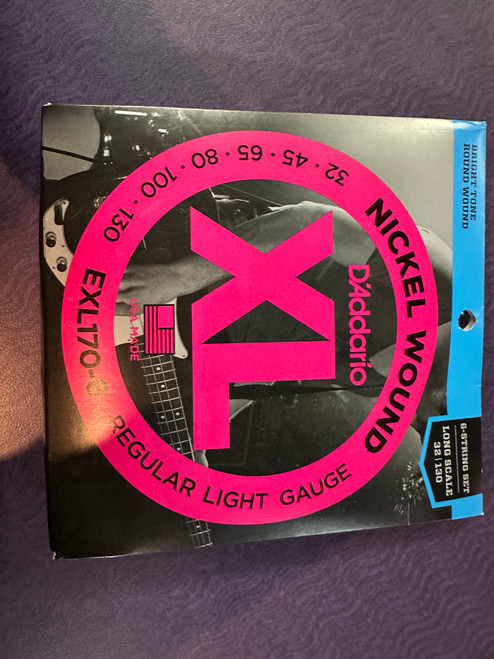 BRIGHT TONE
ROUND WOUND
6-STRING SET
LONG SCALE
32 | 130
NICKEL WOUND
32 · 45 · 65 · 80 · 100 · 130
D'Addario
XL
USA MADE
EXL170-6
REGULAR LIGHT GAUGE